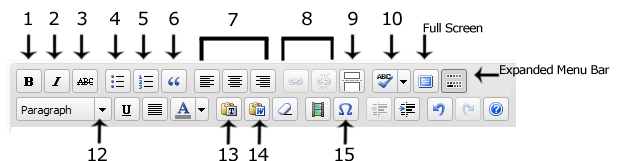 1 2 3 4 5 6 7 8 9 10 Full Screen
B I ABC ABC Expanded Menu Bar
Paragraph U A T W Ω ?
12 13 14 15